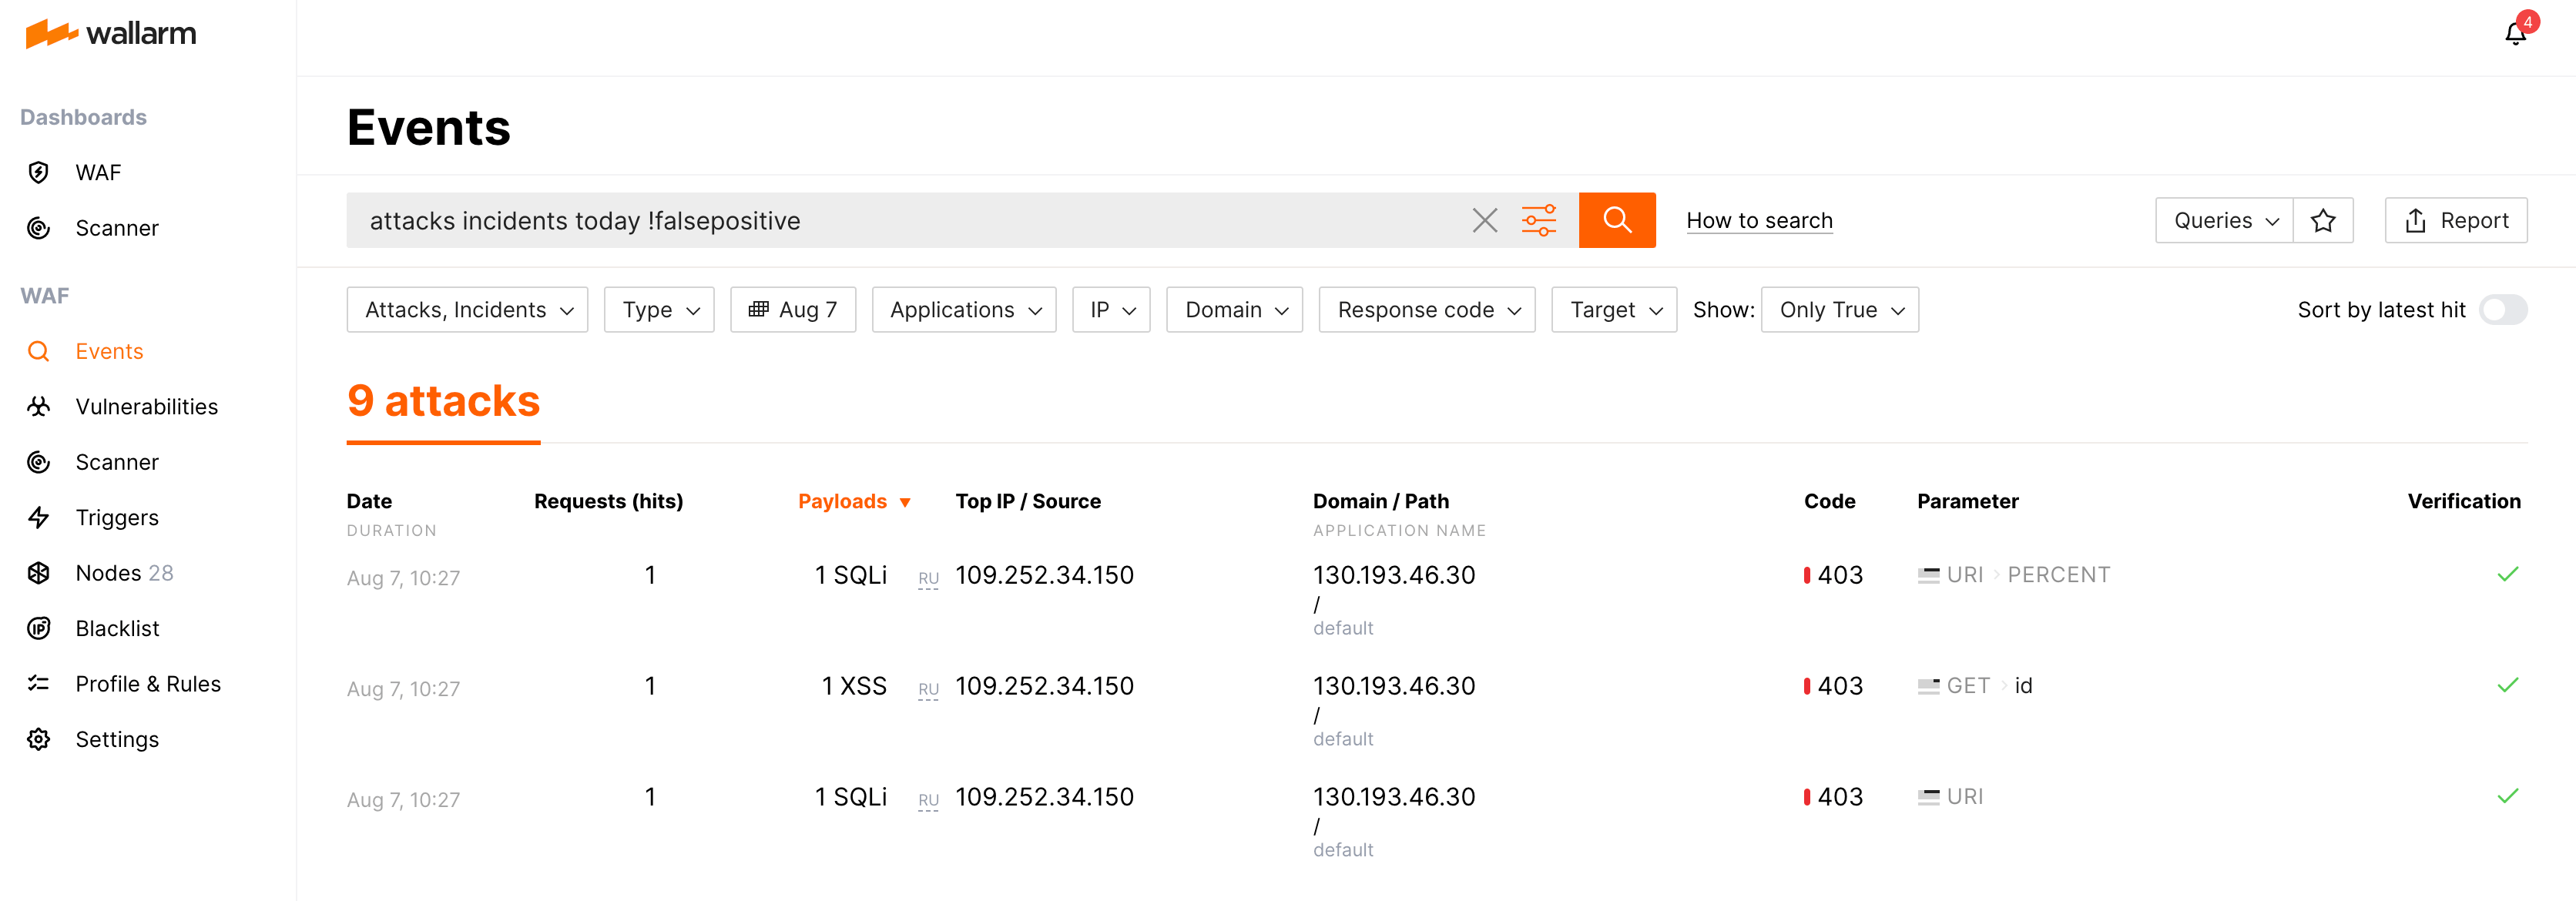 wallarm
4
Dashboards
WAF
Scanner
WAF
Events
Vulnerabilities
Scanner
Triggers
Nodes 28
Blacklist
Profile & Rules
Settings
Events
attacks incidents today !falsepositive
How to search
Queries
Report
Attacks, Incidents
Type
Aug 7
Applications
IP
Domain
Response code
Target
Show:
Only True
Sort by latest hit
9 attacks
Date Requests (hits) Payloads ▼ Top IP / Source Domain / Path Code Parameter Verification
DURATION APPLICATION NAME
Aug 7, 10:27 1 1 SQLi RU 109.252.34.150 130.193.46.30 403 URI › PERCENT
/
default
Aug 7, 10:27 1 1 XSS RU 109.252.34.150 130.193.46.30 403 GET › id
/
default
Aug 7, 10:27 1 1 SQLi RU 109.252.34.150 130.193.46.30 403 URI
/
default